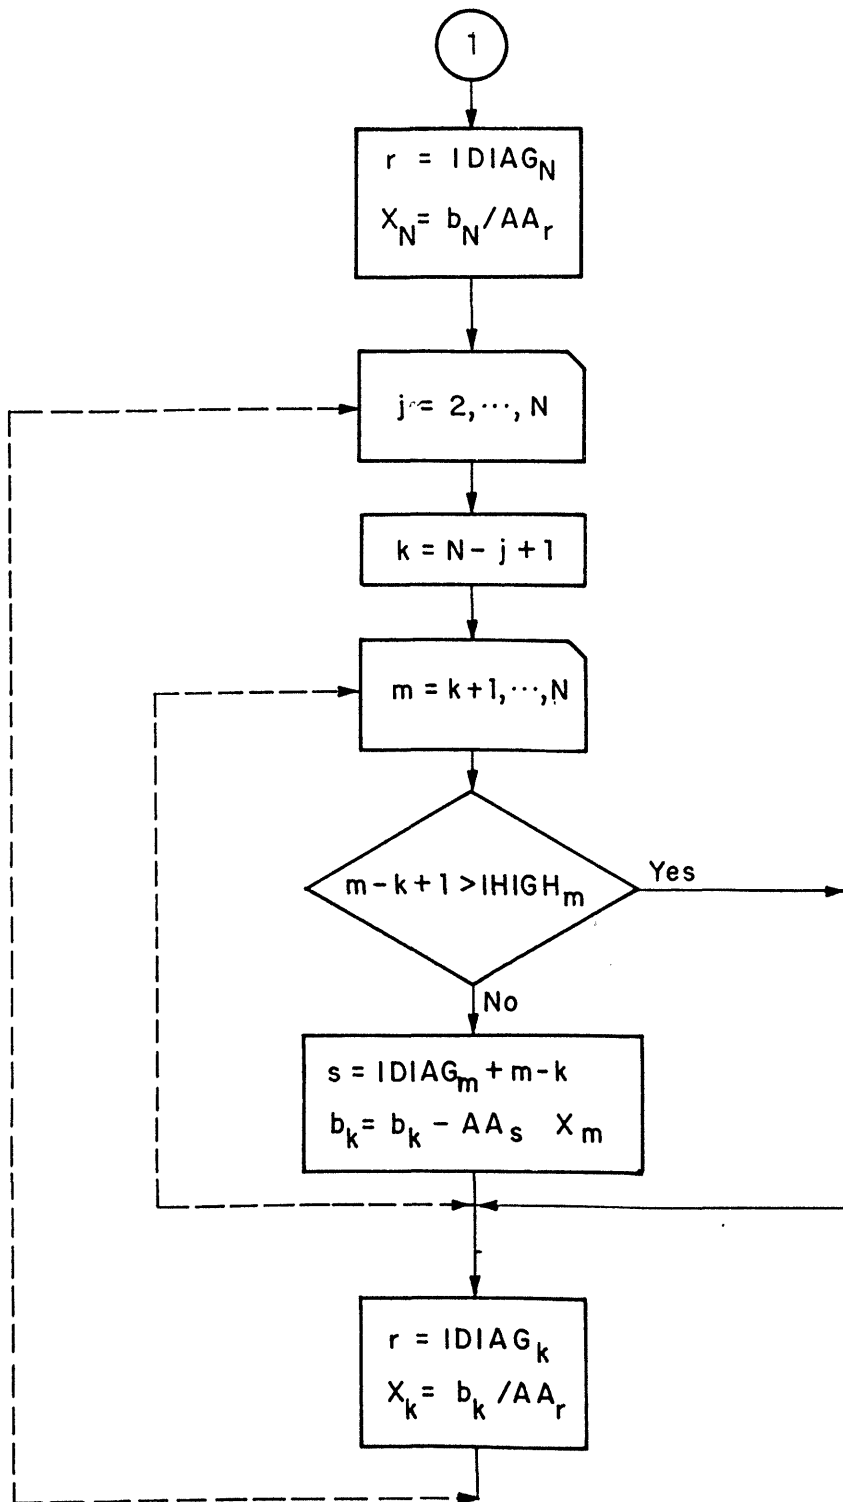 1
r = IDIAG_N
X_N = b_N /AA_r
j = 2,···, N
k = N - j + 1
m = k+1,···,N
m - k + 1 > IHIGH_m
Yes
No
s = IDIAG_m + m - k
b_k = b_k - AA_s X_m
r = IDIAG_k
X_k = b_k /AA_r